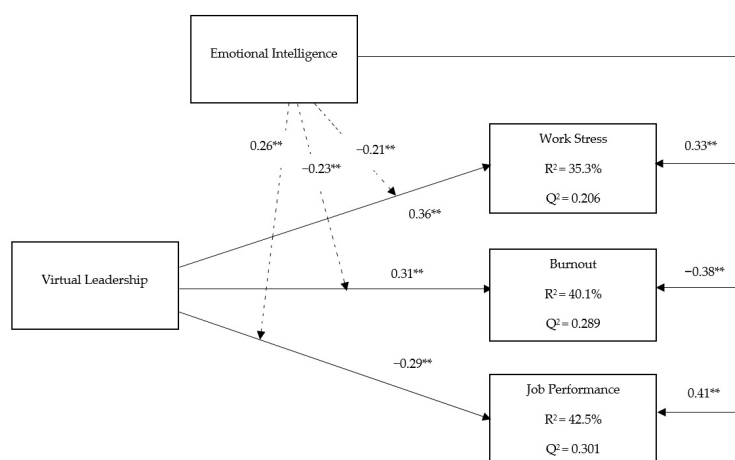 Emotional Intelligence
0.26**
−0.23**
−0.21**
Work Stress
R² = 35.3%
Q² = 0.206
0.33**
0.36**
Virtual Leadership
0.31**
Burnout
R² = 40.1%
Q² = 0.289
−0.38**
−0.29**
Job Performance
R² = 42.5%
Q² = 0.301
0.41**